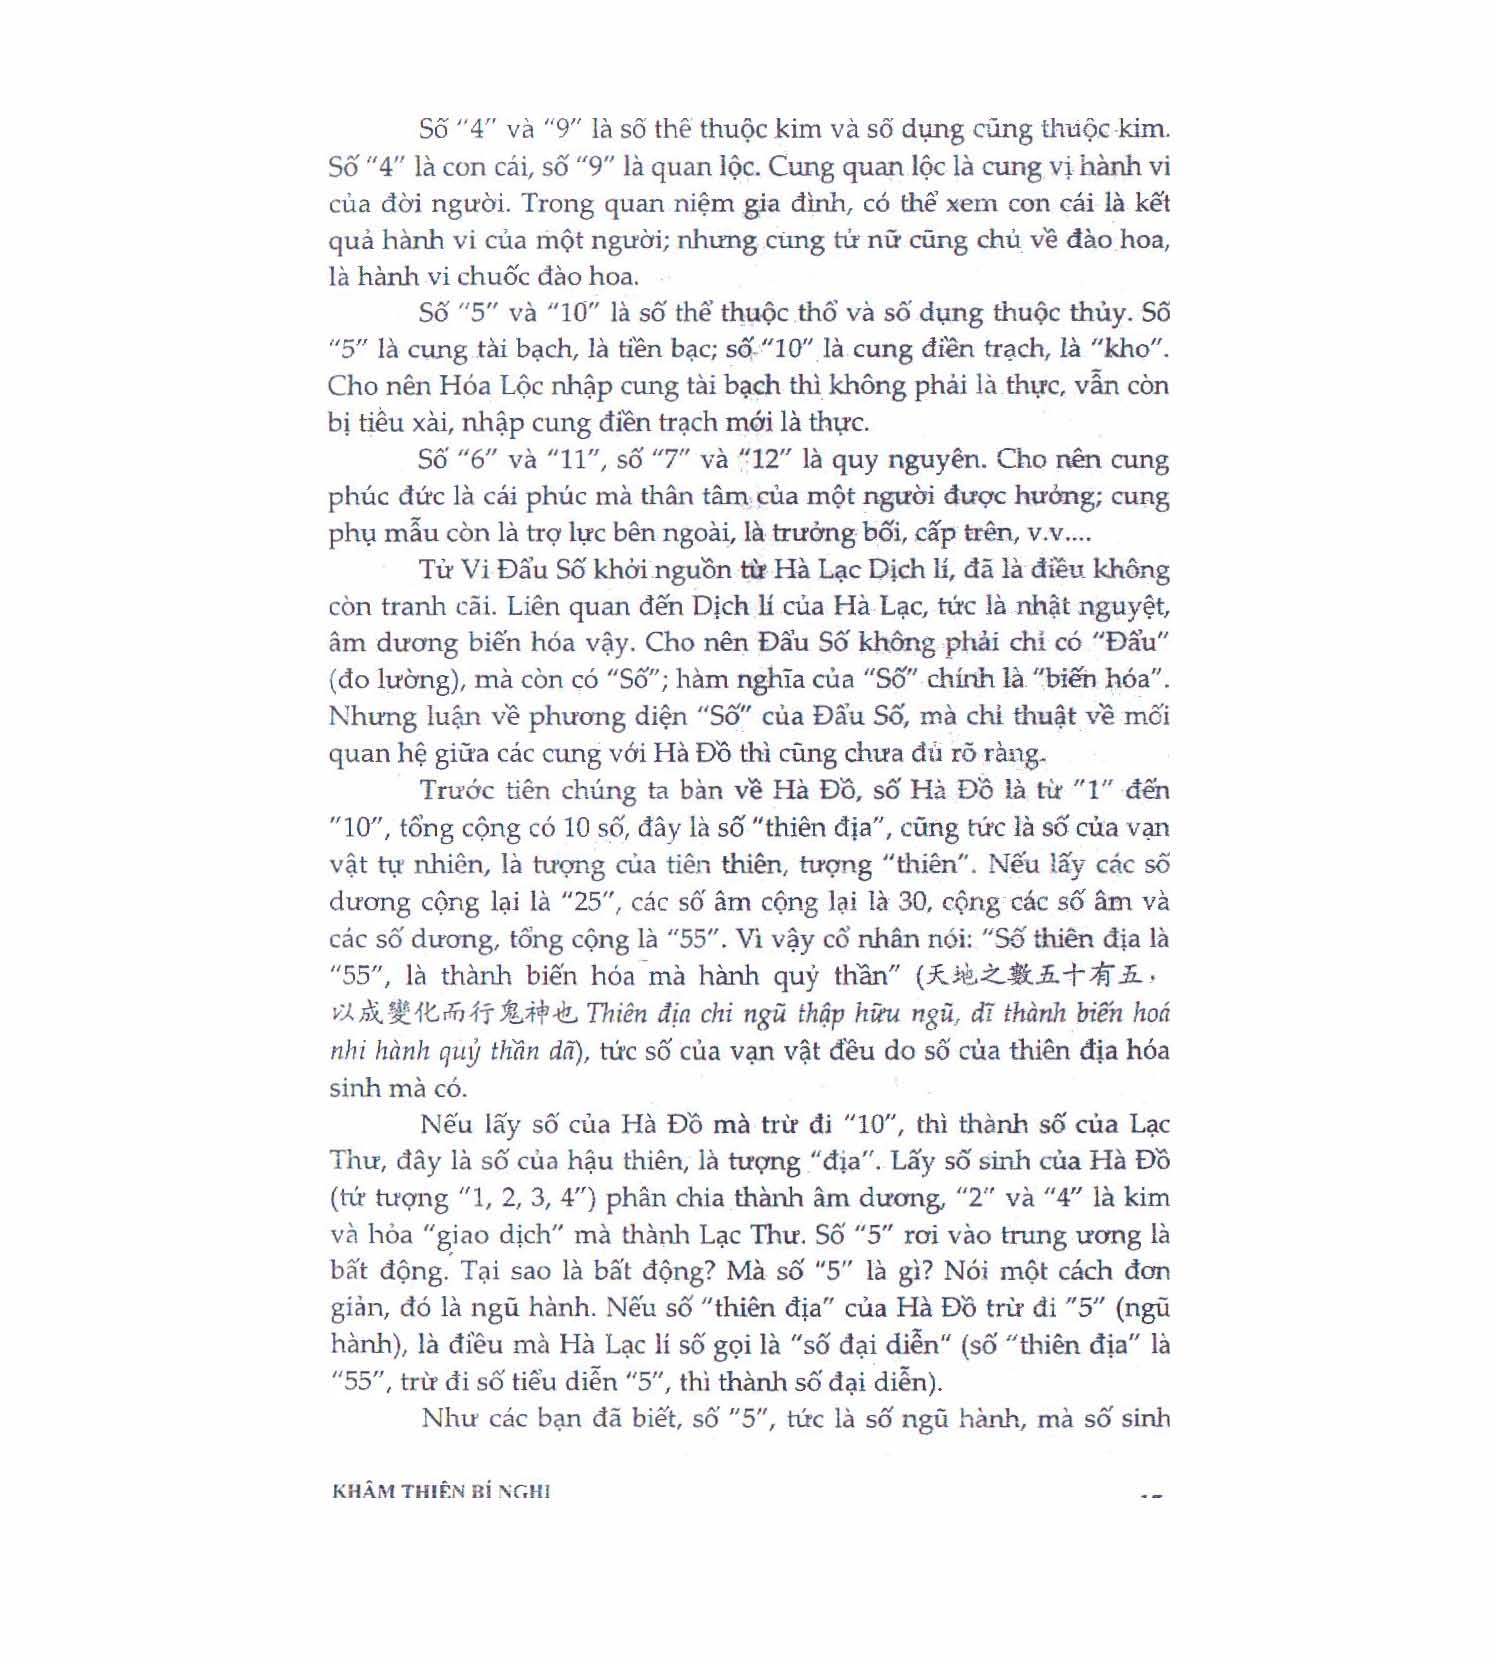 Số "4" và "9" là số thê thuộc kim và số dụng cũng thuộc kim.
Số "4" là con cái, số "9" là quan lộc. Cung quan lộc là cung vị hành vi
của đời người. Trong quan niệm gia đình, có thể xem con cái là kết
quả hành vi của một người; nhưng cung tử nữ cũng chủ về đào hoa,
là hành vi chuốc đào hoa.
Số "5" và "10" là số thể thuộc thổ và số dụng thuộc thủy. Số
"5" là cung tài bạch, là tiền bạc; số "10" là cung điền trạch, là "kho".
Cho nên Hóa Lộc nhập cung tài bạch thì không phải là thực, vẫn còn
bị tiêu xài, nhập cung điền trạch mới là thực.
Số "6" và "11", số "7" và "12" là quy nguyên. Cho nên cung
phúc đức là cái phúc mà thân tâm của một người được hưởng; cung
phụ mẫu còn là trợ lực bên ngoài, là trưởng bối, cấp trên, v.v....
Tử Vi Đẩu Số khởi nguồn từ Hà Lạc Dịch lí, đã là điều không
còn tranh cãi. Liên quan đến Dịch lí của Hà Lạc, tức là nhật nguyệt,
âm dương biến hóa vậy. Cho nên Đẩu Số không phải chỉ có "Đẩu"
(đo lường), mà còn có "Số"; hàm nghĩa của "Số" chính là "biến hóa".
Nhưng luận về phương diện "Số" của Đẩu Số, mà chỉ thuật về mối
quan hệ giữa các cung với Hà Đồ thì cũng chưa đủ rõ ràng.
Trước tiên chúng ta bàn về Hà Đồ, số Hà Đồ là từ "1" đến
"10", tổng cộng có 10 số, đây là số "thiên địa", cũng tức là số của vạn
vật tự nhiên, là tượng của tiên thiên, tượng "thiên". Nếu lấy các số
dương cộng lại là "25", các số âm cộng lại là 30, cộng các số âm và
các số dương, tổng cộng là "55". Vì vậy cổ nhân nói: "Số thiên địa là
"55", là thành biến hóa mà hành quỷ thần" (天地之數五十有五，
以成變化而行鬼神也 Thiên địa chi ngũ thập hữu ngũ, dĩ thành biến hoá
nhi hành quỷ thần dã), tức số của vạn vật đều do số của thiên địa hóa
sinh mà có.
Nếu lấy số của Hà Đồ mà trừ đi "10", thì thành số của Lạc
Thư, đây là số của hậu thiên, là tượng "địa". Lấy số sinh của Hà Đồ
(tứ tượng "1, 2, 3, 4") phân chia thành âm dương, "2" và "4" là kim
và hỏa "giao dịch" mà thành Lạc Thư. Số "5" rơi vào trung ương là
bất động. Tại sao là bất động? Mà số "5" là gì? Nói một cách đơn
giản, đó là ngũ hành. Nếu số "thiên địa" của Hà Đồ trừ đi "5" (ngũ
hành), là điều mà Hà Lạc lí số gọi là "số đại diễn" (số "thiên địa" là
"55", trừ đi số tiểu diễn "5", thì thành số đại diễn).
Như các bạn đã biết, số "5", tức là số ngũ hành, mà số sinh
KHÂM THIÊN BÍ NGHI